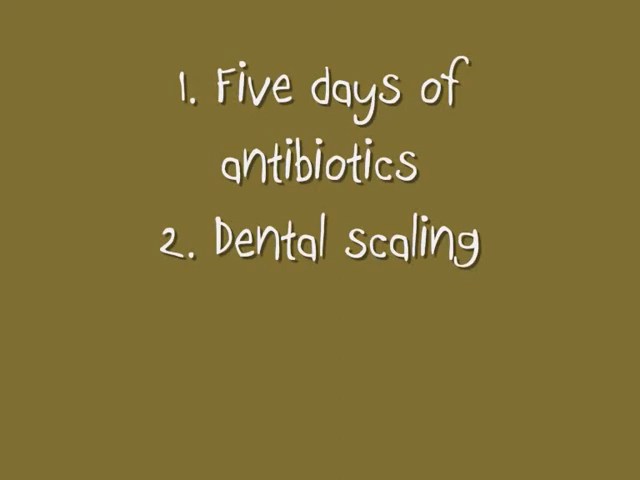 1. Five days of
antibiotics
2. Dental scaling